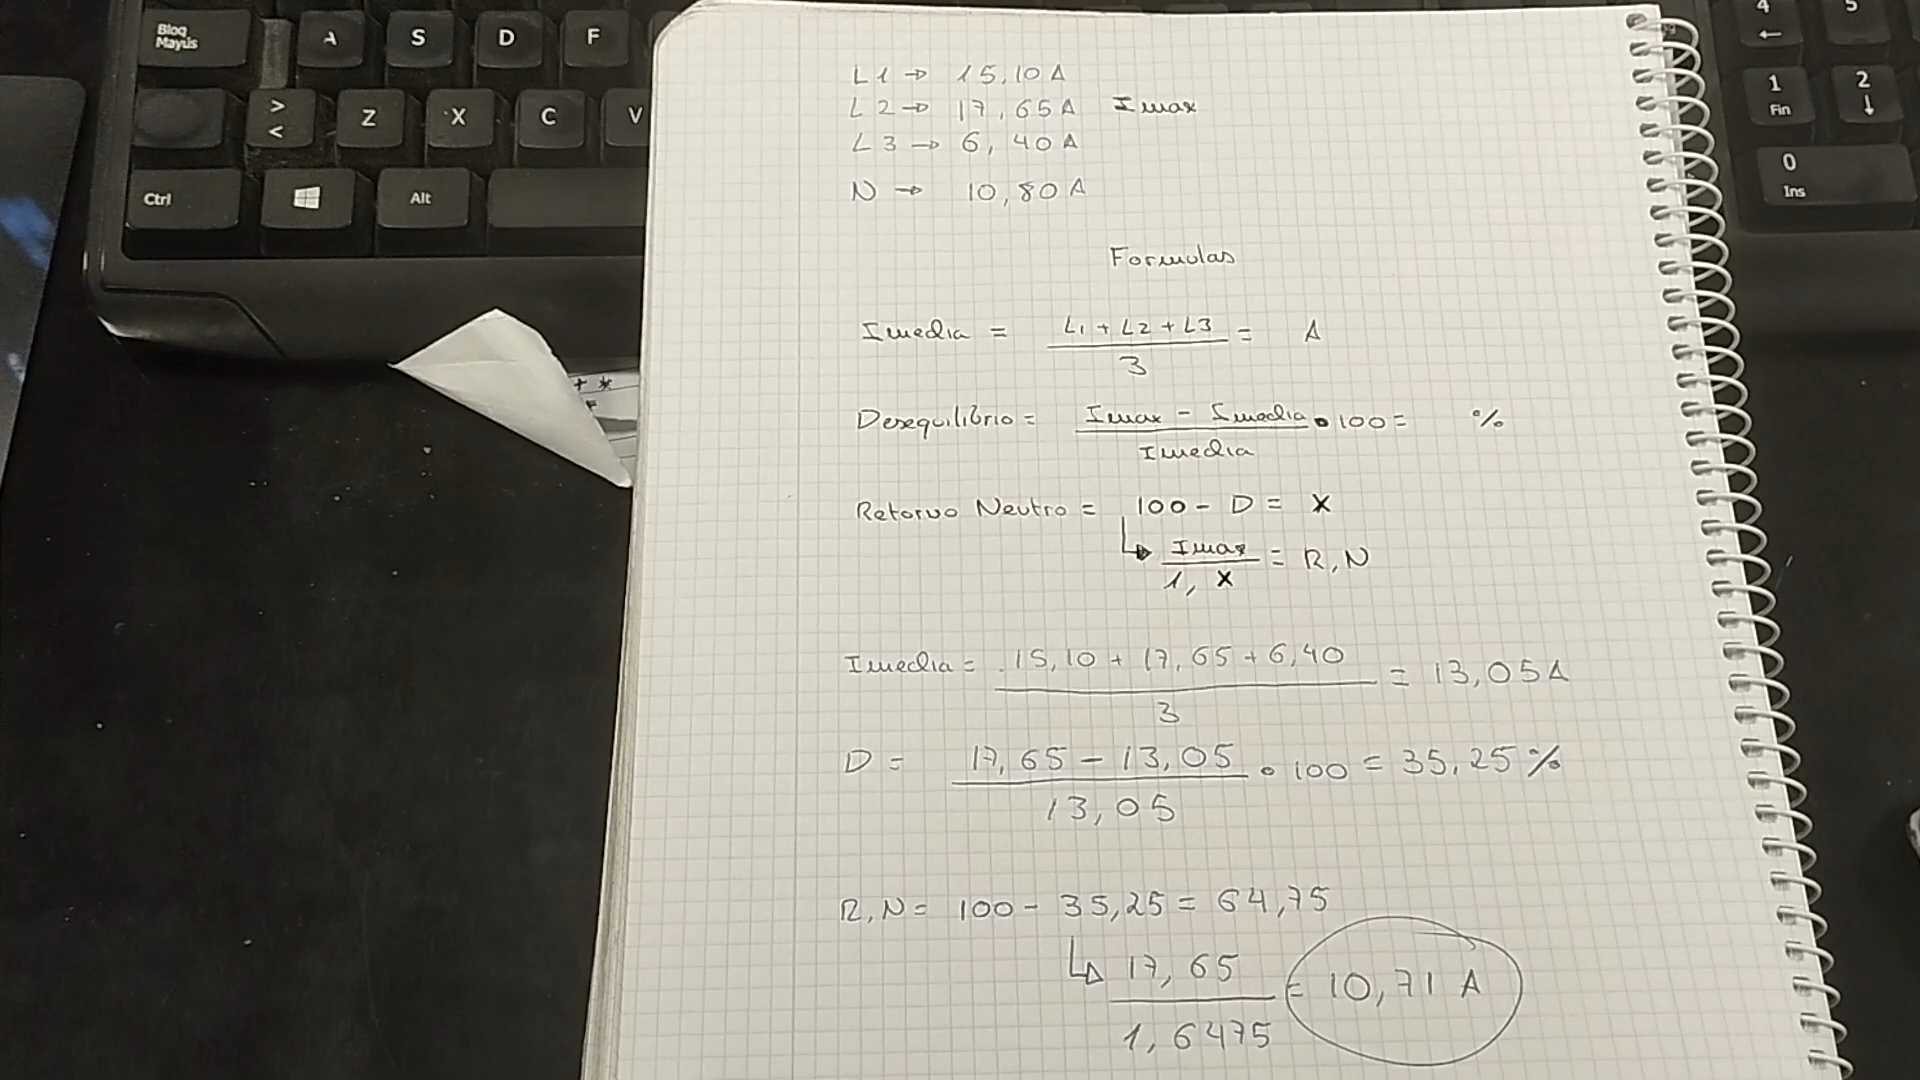 Bloq Mayús A S D F
> < Z X C V
Ctrl Alt
4 5
←
1 2
Fin ↓
0
Ins
L1 → 15,10 A
L2 → 17,65 A Imax
L3 → 6,40 A
N → 10,80 A
Formulas
Imedia = L1 + L2 + L3 / 3 = A
Desequilibrio = Imax - Imedia / Imedia • 100 = %
Retorno Neutro = 100 - D = X
↳ Imax / 1, X = R,N
Imedia = 15,10 + 17,65 + 6,40 / 3 = 13,05 A
D = 17,65 - 13,05 / 13,05 • 100 = 35,25 %
R,N = 100 - 35,25 = 64,75
↳ 17,65 / 1,6475 = 10,71 A